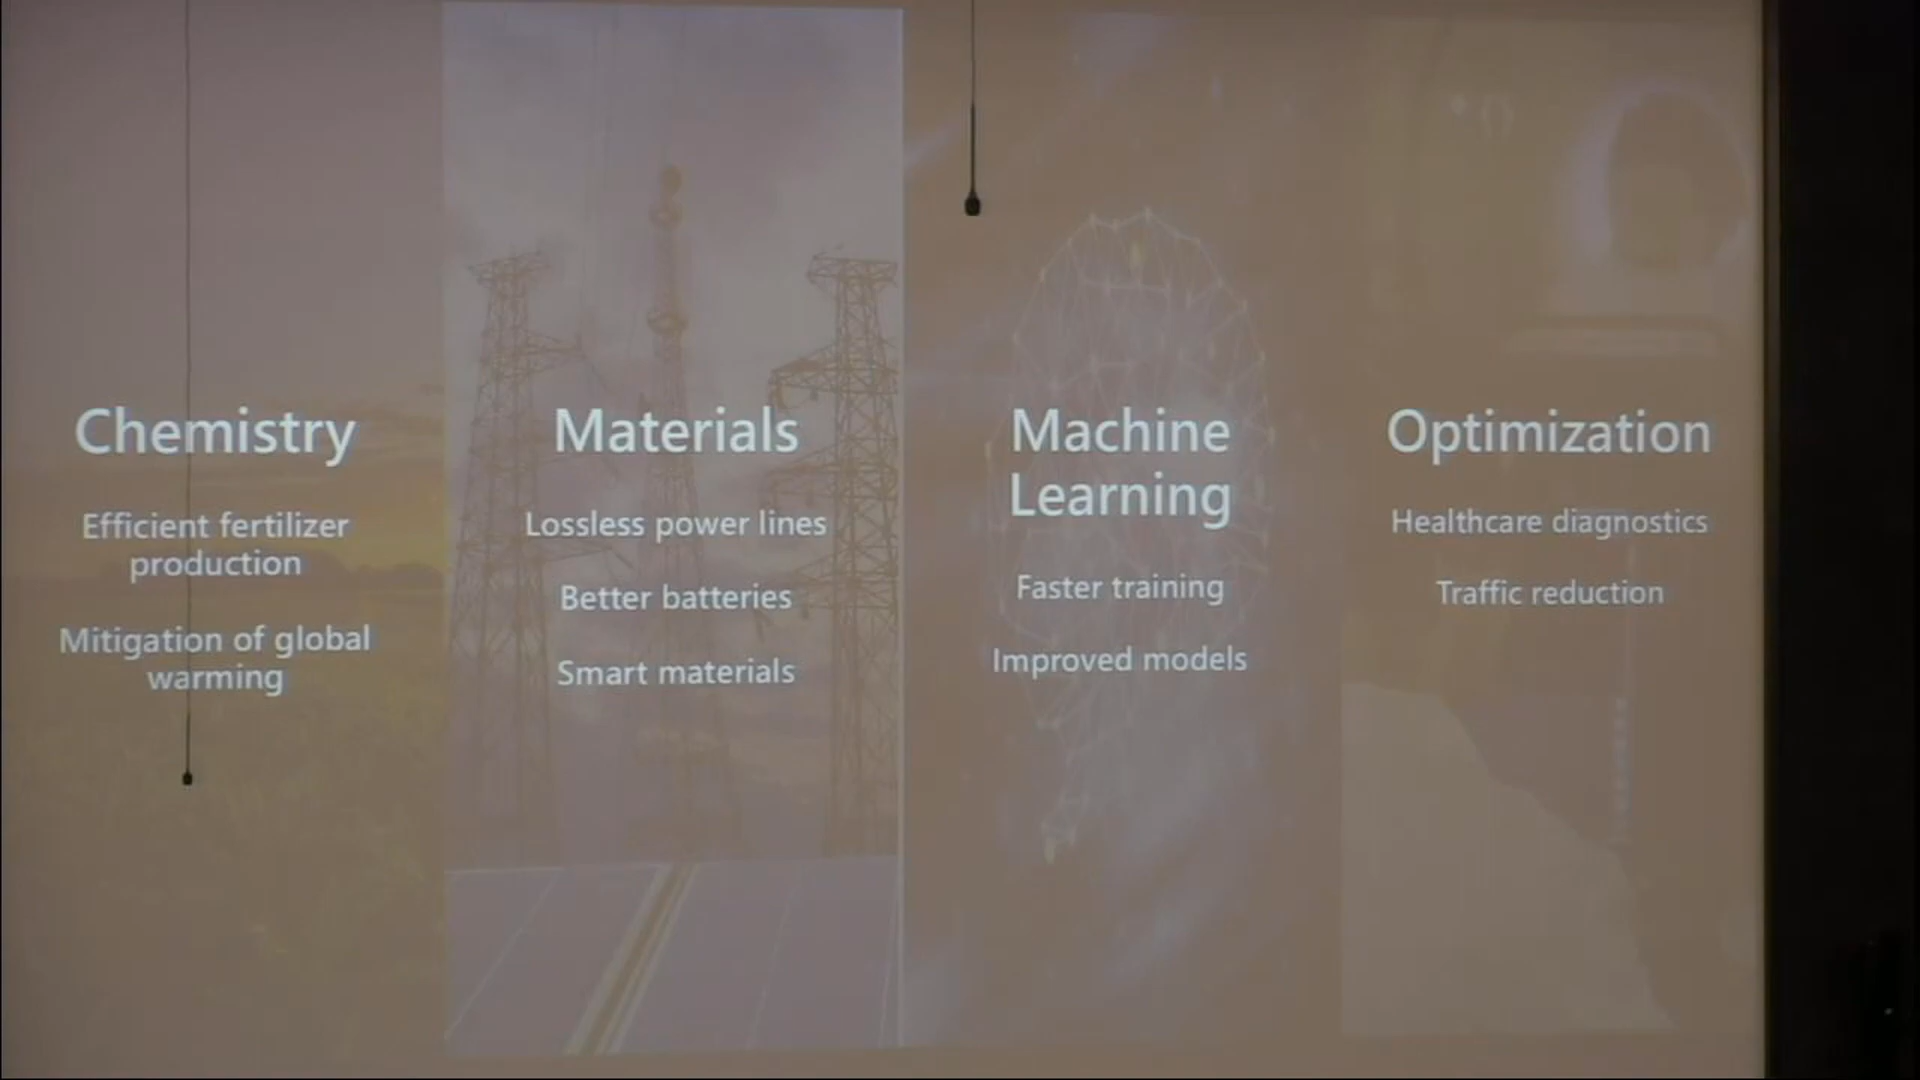 Chemistry
Efficient fertilizer
production
Mitigation of global
warming
Materials
Lossless power lines
Better batteries
Smart materials
Machine
Learning
Faster training
Improved models
Optimization
Healthcare diagnostics
Traffic reduction